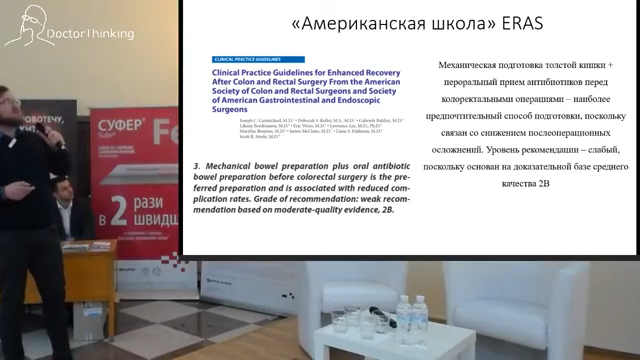 DoctorThinking
«Американская школа» ERAS
CLINICAL PRACTICE GUIDELINES
Clinical Practice Guidelines for Enhanced Recovery
After Colon and Rectal Surgery From the American
Society of Colon and Rectal Surgeons and Society
of American Gastrointestinal and Endoscopic
Surgeons
3. Mechanical bowel preparation plus oral antibiotic
bowel preparation before colorectal surgery is the pre-
ferred preparation and is associated with reduced com-
plication rates. Grade of recommendation: weak recom-
mendation based on moderate-quality evidence, 2B.
Механическая подготовка толстой кишки +
пероральный прием антибиотиков перед
колоректальными операциями – наиболее
предпочтительный способ подготовки, поскольку
связан со снижением послеоперационных
осложнений. Уровень рекомендации – слабый,
поскольку основан на доказательной базе среднего
качества 2В
СУФЕР
Fe
в 2 рази
швидш